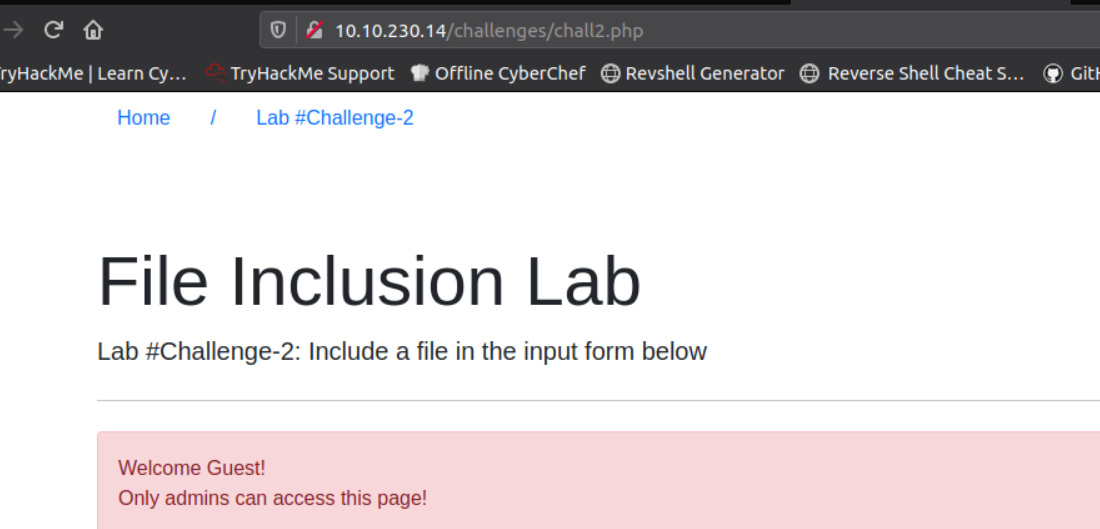 10.10.230.14/challenges/chall2.php
ryHackMe | Learn Cy... TryHackMe Support Offline CyberChef Revshell Generator Reverse Shell Cheat S... GitH
Home / Lab #Challenge-2
File Inclusion Lab
Lab #Challenge-2: Include a file in the input form below
Welcome Guest!
Only admins can access this page!